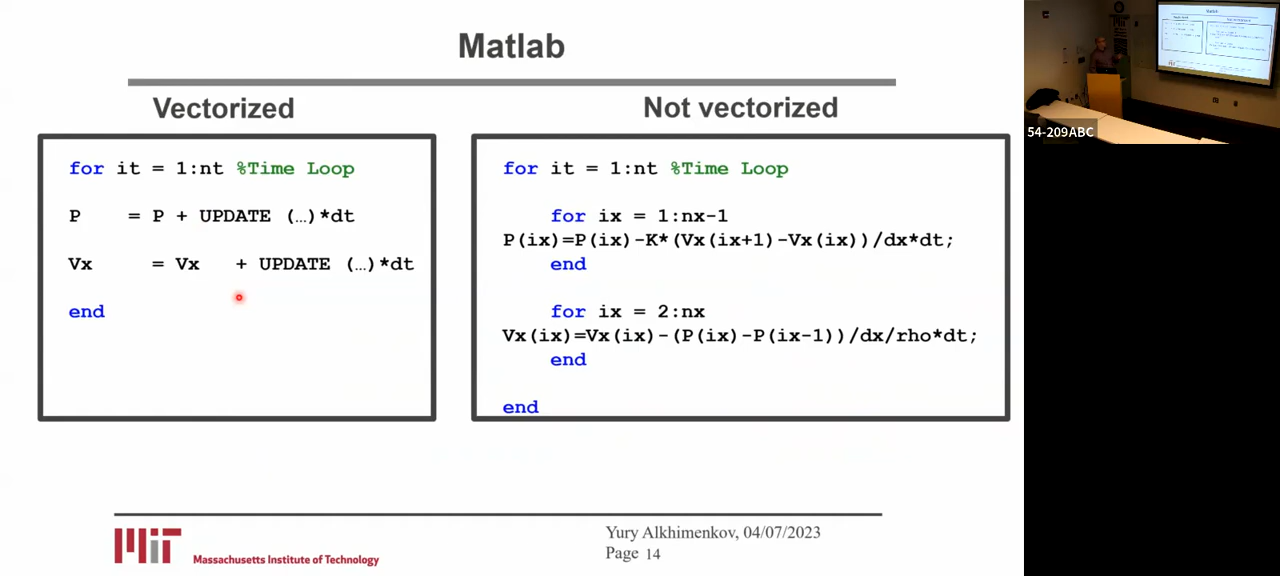 Matlab
Vectorized
for it = 1:nt %Time Loop
P = P + UPDATE (…)*dt
Vx = Vx + UPDATE (…)*dt
end
Not vectorized
for it = 1:nt %Time Loop
for ix = 1:nx-1
P(ix)=P(ix)-K*(Vx(ix+1)-Vx(ix))/dx*dt;
end
for ix = 2:nx
Vx(ix)=Vx(ix)-(P(ix)-P(ix-1))/dx/rho*dt;
end
end
MIT
Massachusetts Institute of Technology
Yury Alkhimenkov, 04/07/2023
Page 14
54-209ABC